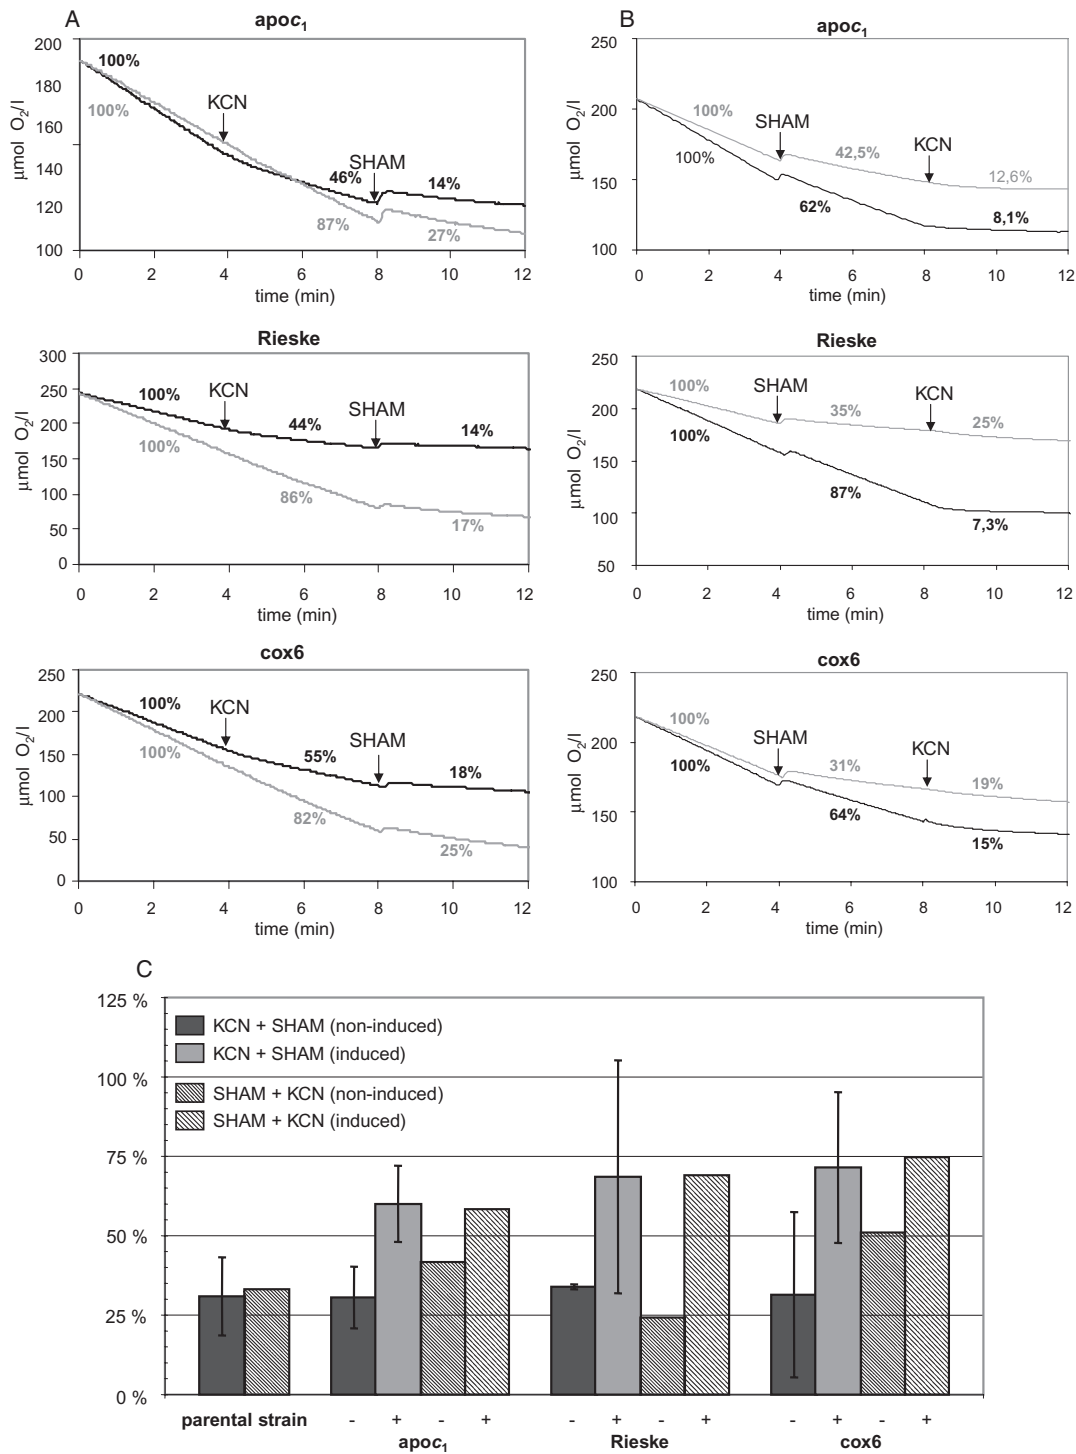 A
apoc1
200
180
160
140
120
100
µmol O2/l
100%
100%
KCN
SHAM
46%
14%
87%
27%
0 2 4 6 8 10 12
time (min)
B
apoc1
250
200
150
100
µmol O2/l
100%
100%
SHAM
42,5%
KCN
62%
12,6%
8,1%
0 2 4 6 8 10 12
time (min)
Rieske
300
250
200
150
100
50
0
µmol O2/l
100%
100%
KCN
44%
SHAM
14%
86%
17%
0 2 4 6 8 10 12
time (min)
Rieske
250
200
150
100
50
µmol O2/l
100%
100%
SHAM
35%
KCN
25%
87%
7,3%
0 2 4 6 8 10 12
time (min)
cox6
250
200
150
100
50
0
µmol O2/l
100%
100%
KCN
55%
SHAM
18%
82%
25%
0 2 4 6 8 10 12
time (min)
cox6
250
200
150
100
µmol O2/l
100%
100%
SHAM
31%
KCN
19%
64%
15%
0 2 4 6 8 10 12
time (min)
C
125 %
100 %
75 %
50 %
25 %
0 %
KCN + SHAM (non-induced)
KCN + SHAM (induced)
SHAM + KCN (non-induced)
SHAM + KCN (induced)
parental strain - + - + - + - + - + - +
apoc1 Rieske cox6